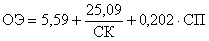 ОЭ = 5,59 + 25,09/СК + 0,202 · СП